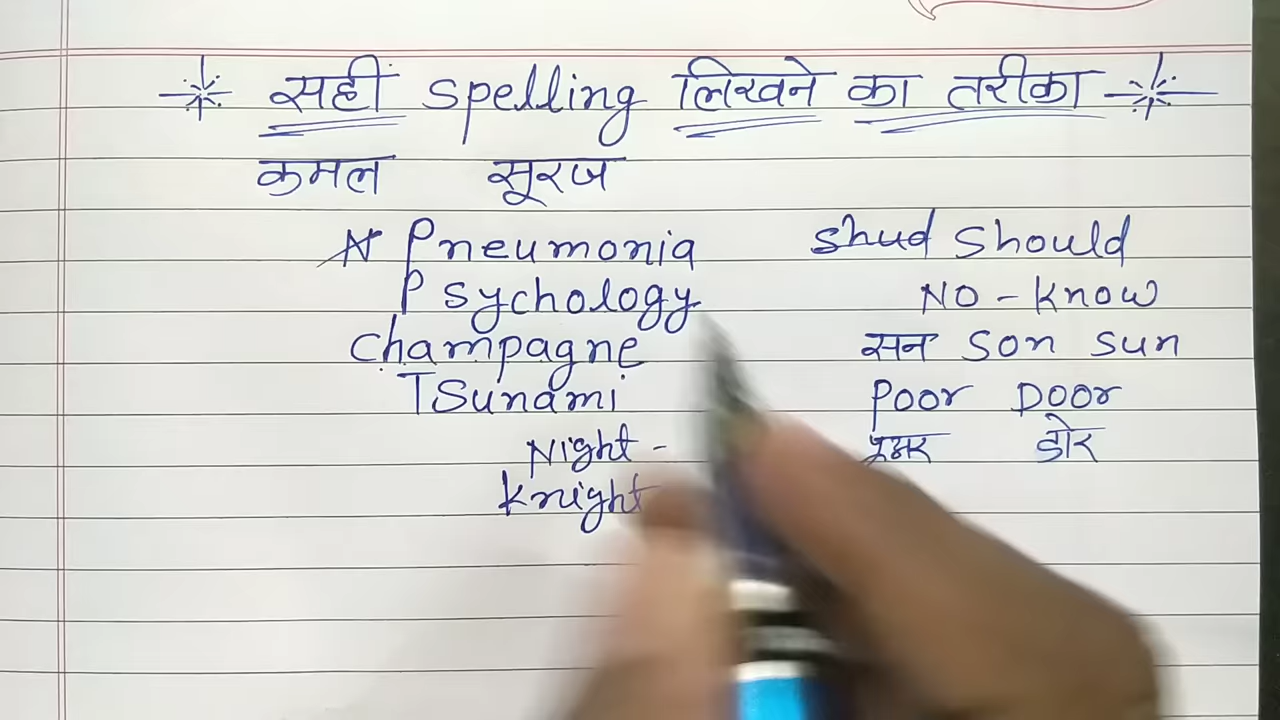 सही spelling लिखने का तरीका
कमल सूरज
N Pneumonia
Psychology
Champagne
Tsunami
Night -
Knight
Shud Should
NO - Know
सन Son Sun
Poor Door
पूअर डोर